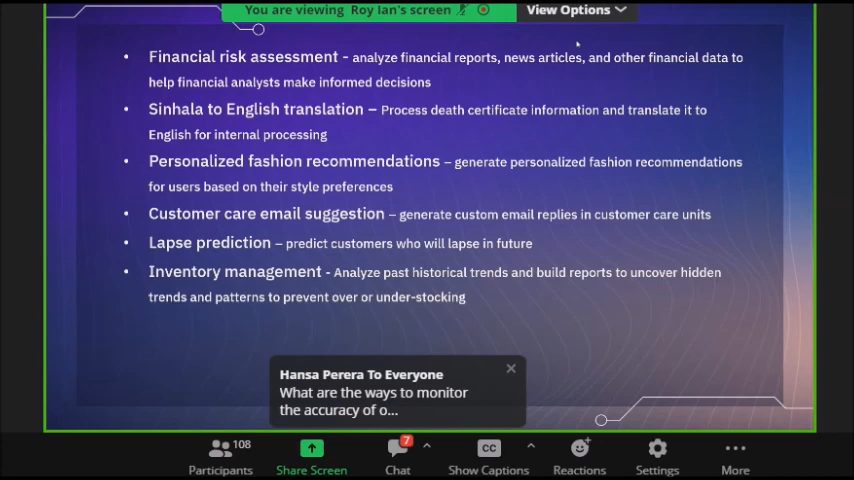 You are viewing Roy Ian's screen
View Options
• Financial risk assessment - analyze financial reports, news articles, and other financial data to
help financial analysts make informed decisions
• Sinhala to English translation – Process death certificate information and translate it to
English for internal processing
• Personalized fashion recommendations – generate personalized fashion recommendations
for users based on their style preferences
• Customer care email suggestion – generate custom email replies in customer care units
• Lapse prediction – predict customers who will lapse in future
• Inventory management - Analyze past historical trends and build reports to uncover hidden
trends and patterns to prevent over or under-stocking
Hansa Perera To Everyone
What are the ways to monitor
the accuracy of o...
108
7
CC
Participants
Share Screen
Chat
Show Captions
Reactions
Settings
More